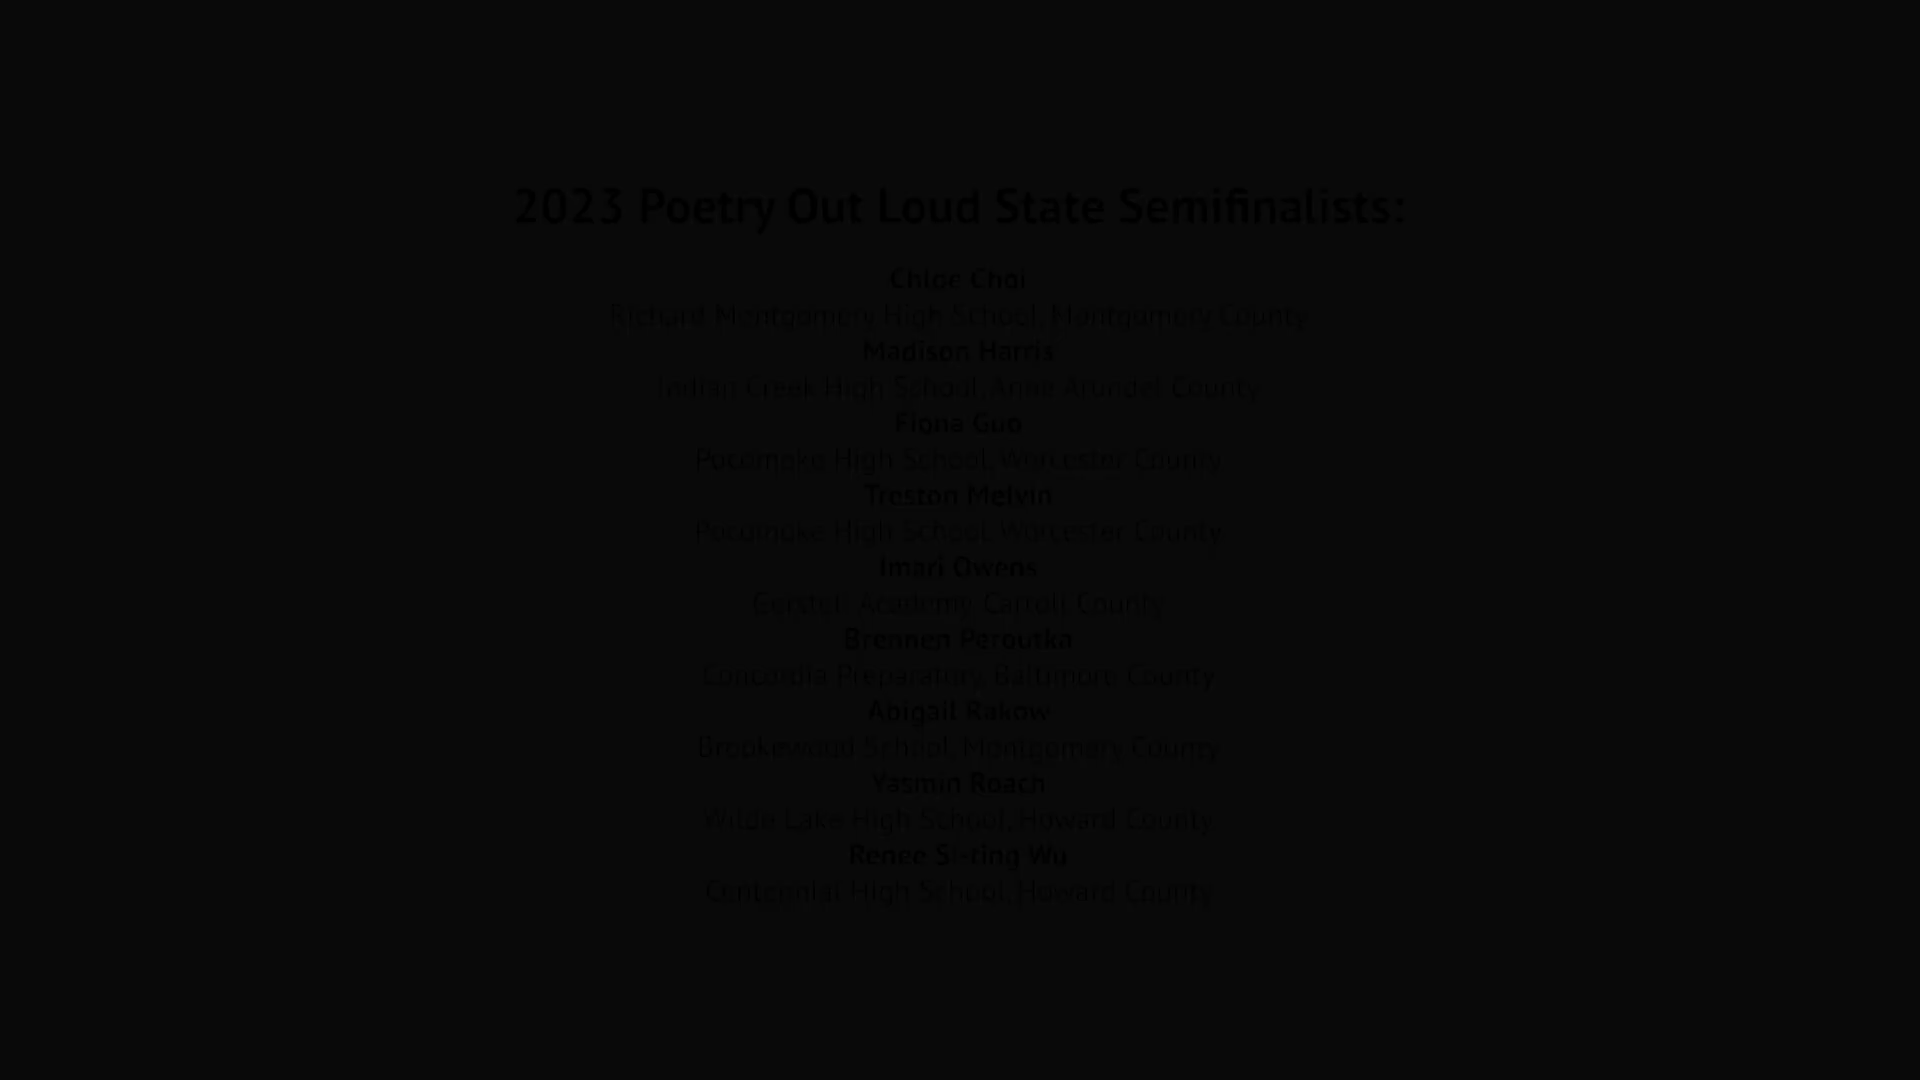 2023 Poetry Out Loud State Semifinalists:
Chloe Choi
Richard Montgomery High School, Montgomery County
Madison Harris
Indian Creek High School, Anne Arundel County
Fiona Guo
Pocomoke High School, Worcester County
Treston Melvin
Pocomoke High School, Worcester County
Imari Owens
Gerstell Academy, Carroll County
Brennen Peroutka
Concordia Preparatory, Baltimore County
Abigail Rakow
Brookewood School, Montgomery County
Yasmin Roach
Wilde Lake High School, Howard County
Renee Si-ting Wu
Centennial High School, Howard County